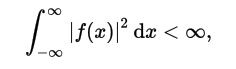 ∫_{-∞}^{∞} |f(x)|² dx < ∞,